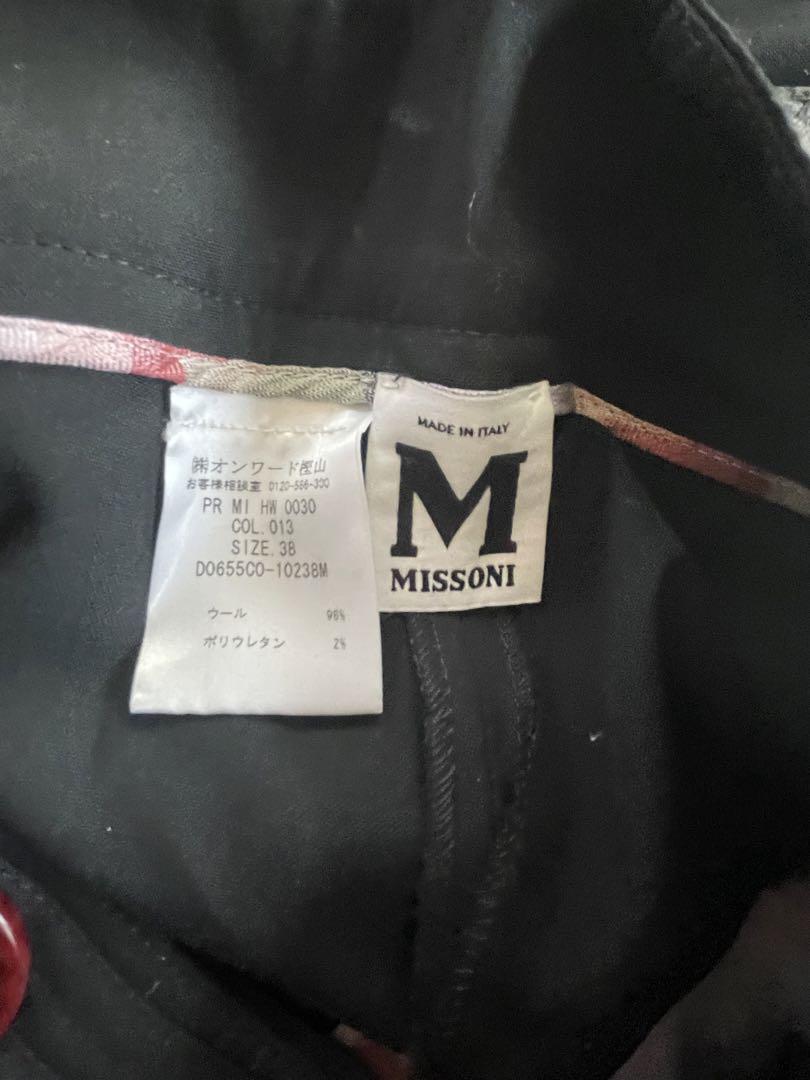 ㈱オンワード樫山
お客様相談室 0120-586-300
PR MI HW 0030
COL.013
SIZE.38
D0655CO-10238M
ウール 98%
ポリウレタン 2%
MADE IN ITALY
M
MISSONI